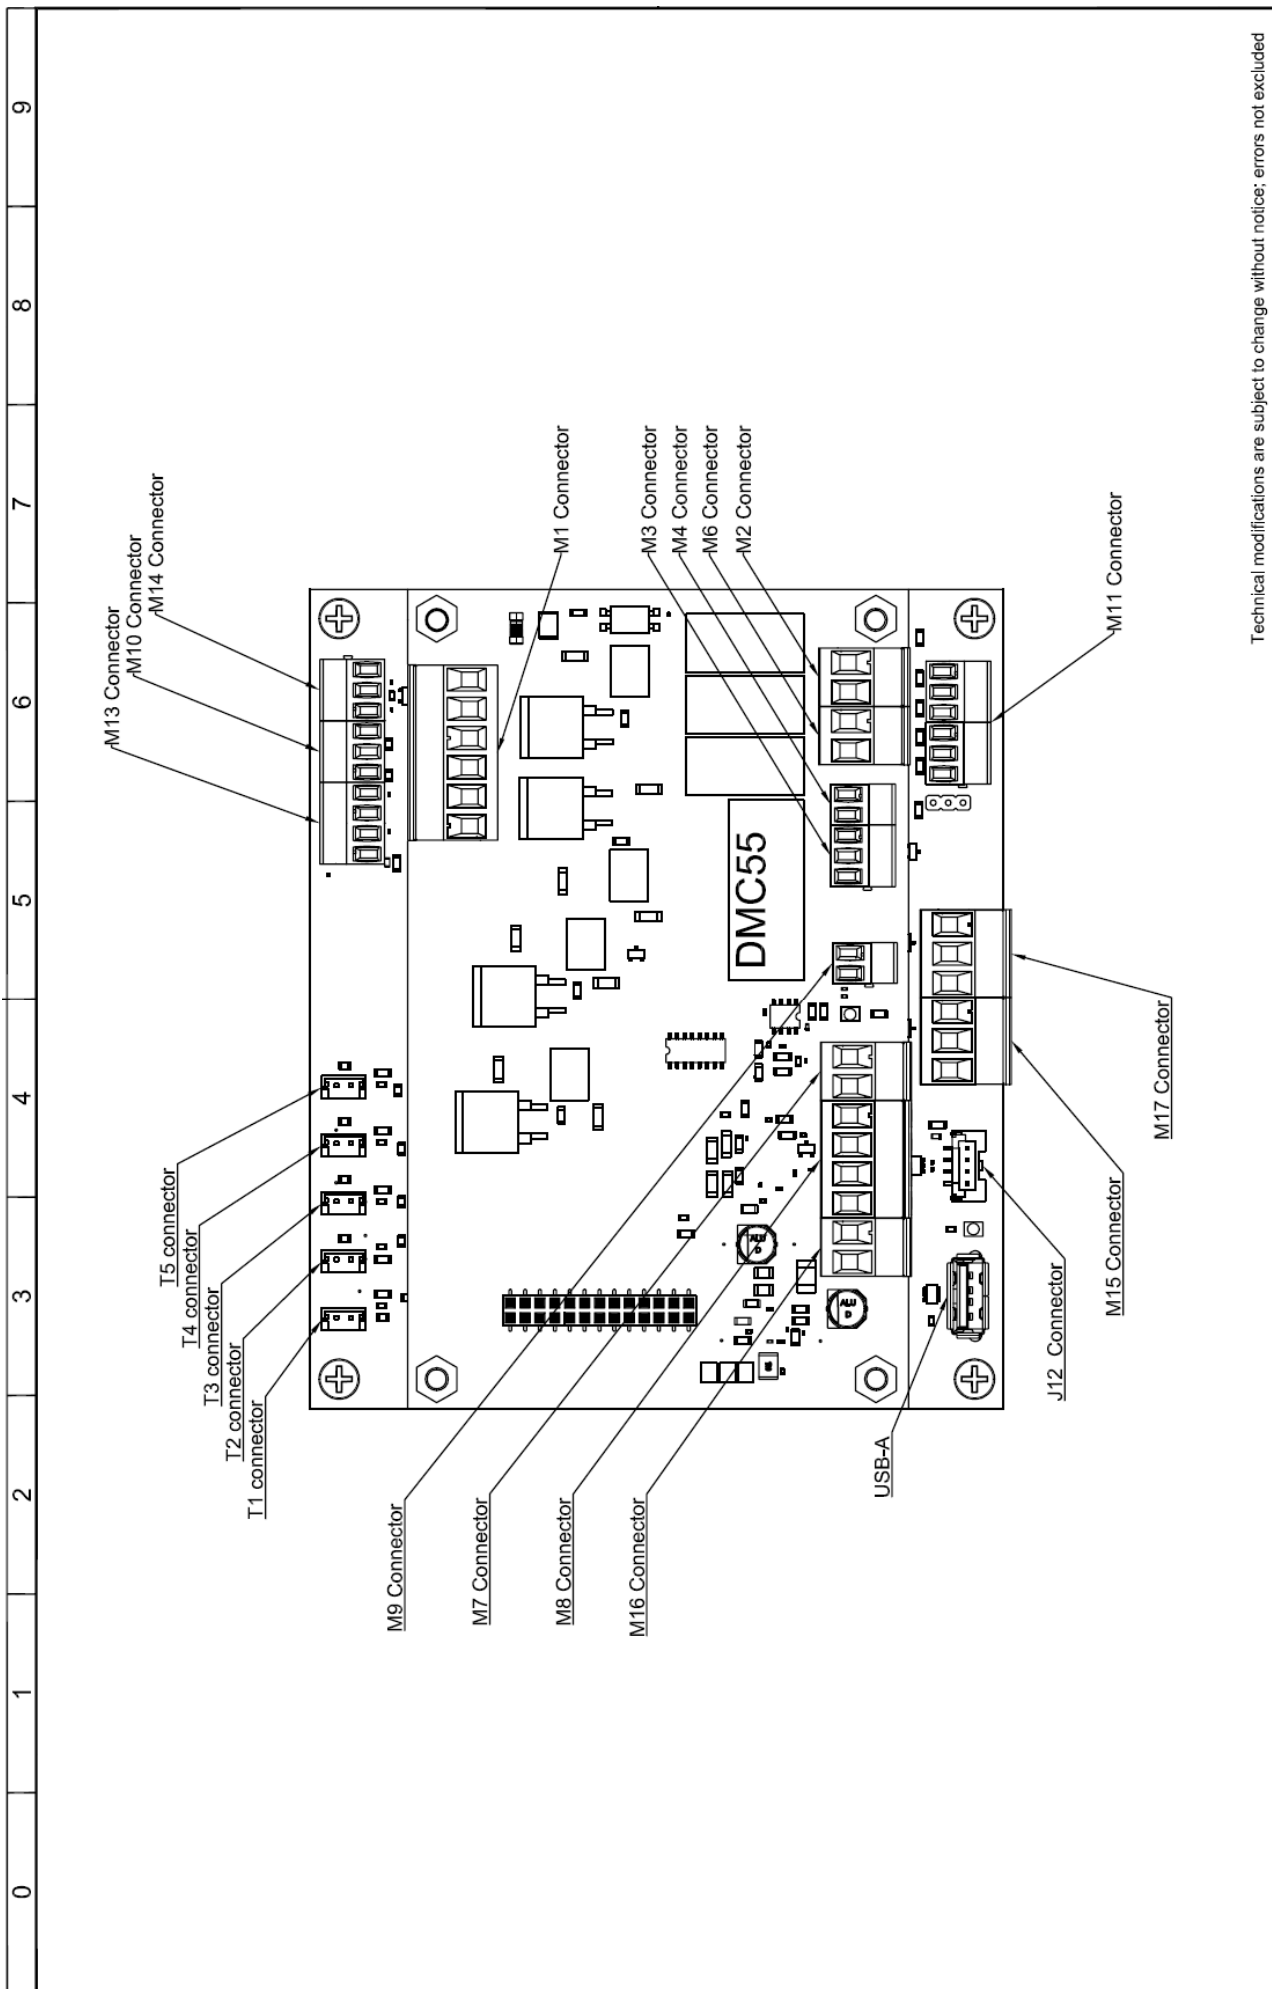 9
8
7
6
5
4
3
2
1
0
Technical modifications are subject to change without notice; errors not excluded
M13 Connector
M10 Connector
M14 Connector
M1 Connector
M3 Connector
M4 Connector
M6 Connector
M2 Connector
M11 Connector
DMC55
T5 connector
T4 connector
T3 connector
T2 connector
T1 connector
M9 Connector
M7 Connector
M8 Connector
M16 Connector
USB-A
J12 Connector
M15 Connector
M17 Connector
ALU
D
ALU
D